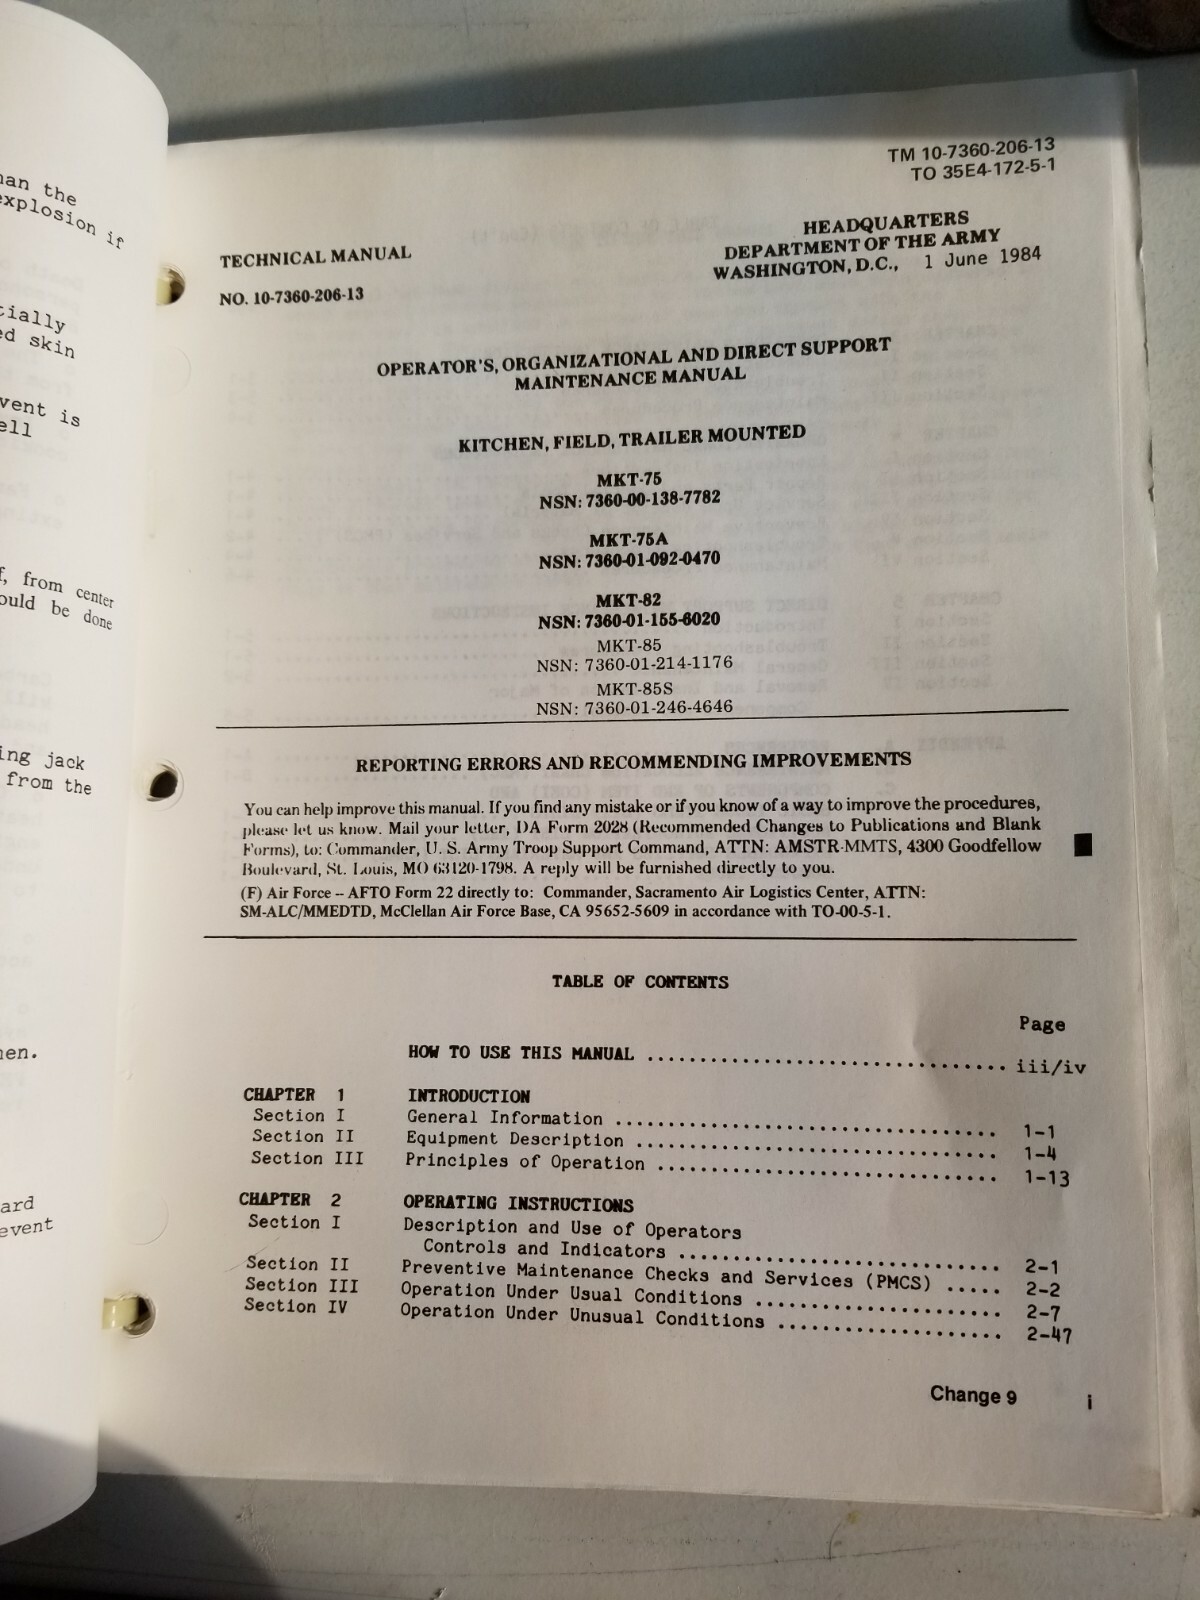 an the
explosion if
tially
ed skin
vent is
ell
f, from center
ould be done
ing jack
from the
en.
ard
event
TM 10-7360-206-13
TO 35E4-172-5-1
TECHNICAL MANUAL
NO. 10-7360-206-13
HEADQUARTERS
DEPARTMENT OF THE ARMY
WASHINGTON, D.C., 1 June 1984
OPERATOR'S, ORGANIZATIONAL AND DIRECT SUPPORT
MAINTENANCE MANUAL
KITCHEN, FIELD, TRAILER MOUNTED
MKT-75
NSN: 7360-00-138-7782
MKT-75A
NSN: 7360-01-092-0470
MKT-82
NSN: 7360-01-155-6020
MKT-85
NSN: 7360-01-214-1176
MKT-85S
NSN: 7360-01-246-4646
REPORTING ERRORS AND RECOMMENDING IMPROVEMENTS
You can help improve this manual. If you find any mistake or if you know of a way to improve the procedures,
please let us know. Mail your letter, DA Form 2028 (Recommended Changes to Publications and Blank
Forms), to: Commander, U. S. Army Troop Support Command, ATTN: AMSTR-MMTS, 4300 Goodfellow
Boulevard, St. Louis, MO 63120-1798. A reply will be furnished directly to you.
(F) Air Force -- AFTO Form 22 directly to: Commander, Sacramento Air Logistics Center, ATTN:
SM-ALC/MMEDTD, McClellan Air Force Base, CA 95652-5609 in accordance with TO-00-5-1.
TABLE OF CONTENTS
Page
HOW TO USE THIS MANUAL .................................. iii/iv
CHAPTER 1 INTRODUCTION
Section I General Information .................................... 1-1
Section II Equipment Description .................................. 1-4
Section III Principles of Operation ................................ 1-13
CHAPTER 2 OPERATING INSTRUCTIONS
Section I Description and Use of Operators
Controls and Indicators .............................. 2-1
Section II Preventive Maintenance Checks and Services (PMCS) ..... 2-2
Section III Operation Under Usual Conditions ....................... 2-7
Section IV Operation Under Unusual Conditions ..................... 2-47
Change 9 i